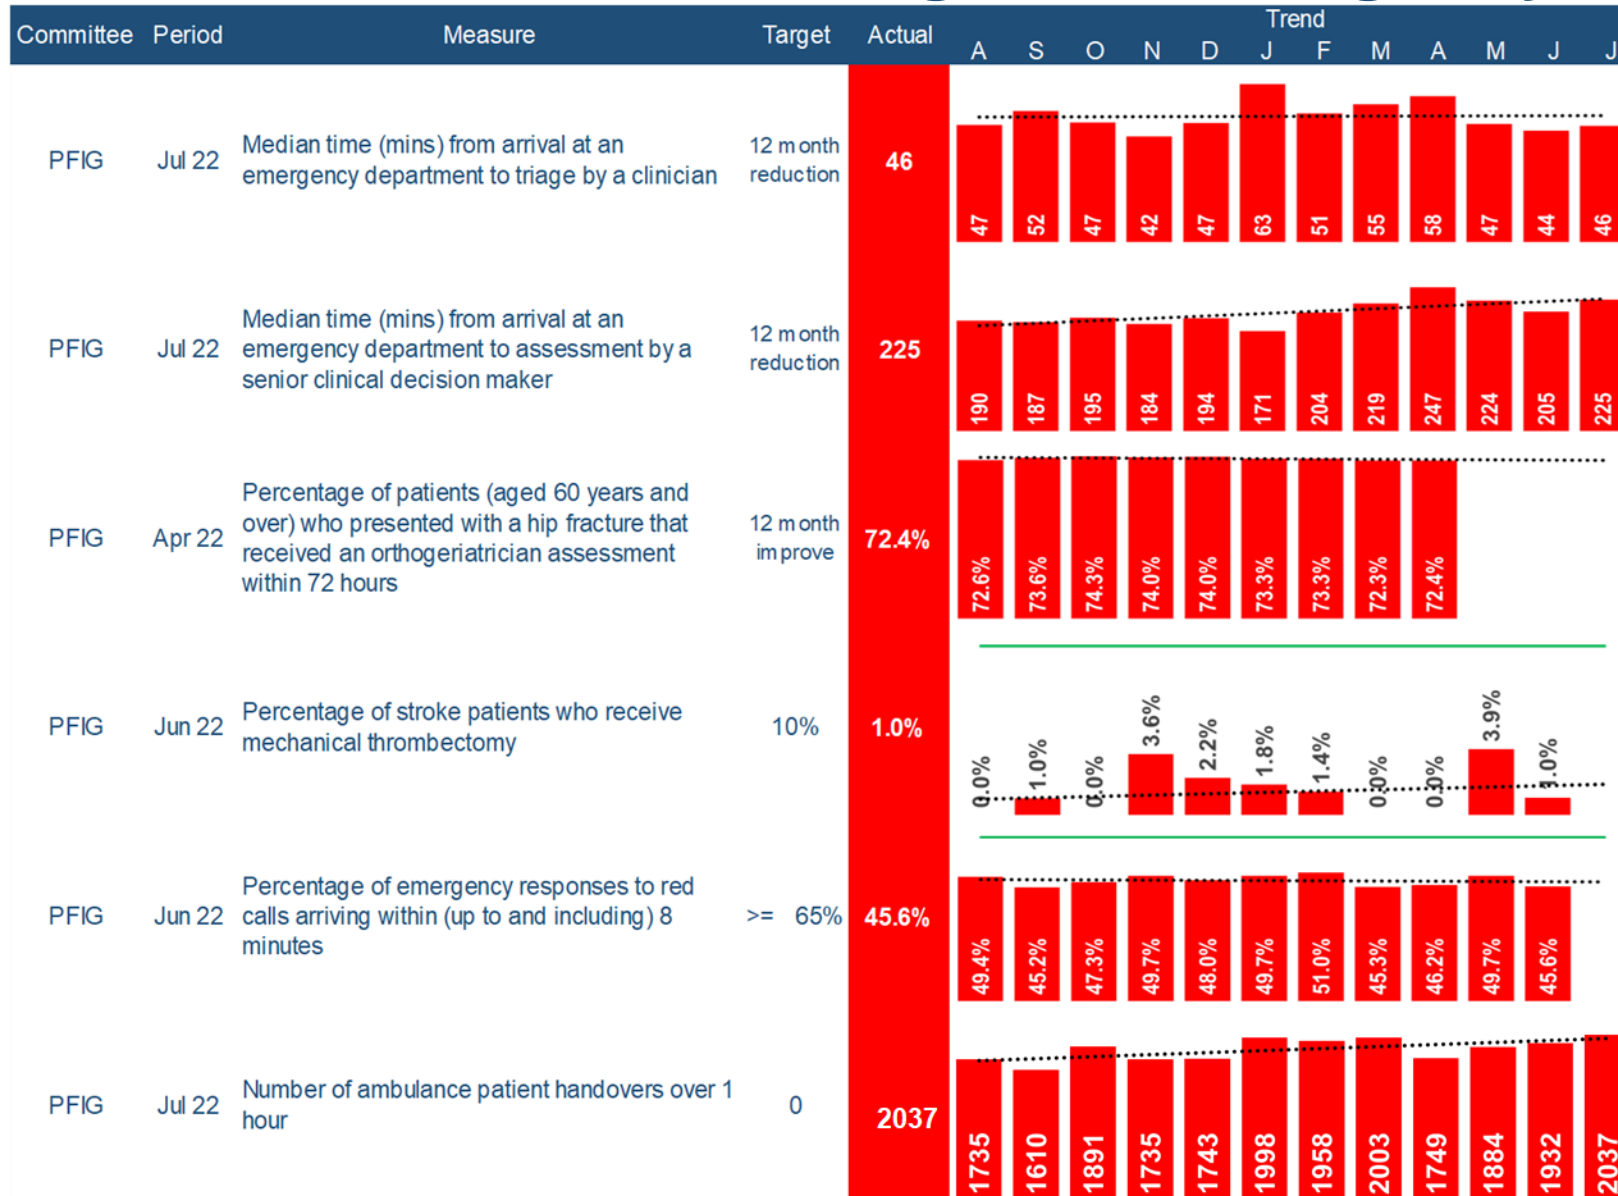 Committee Period Measure Target Actual Trend
A S O N D J F M A M J J
PFIG Jul 22 Median time (mins) from arrival at an
emergency department to triage by a clinician
12 month
reduction
46
47 52 47 42 47 63 51 55 58 47 44 46
PFIG Jul 22 Median time (mins) from arrival at an
emergency department to assessment by a
senior clinical decision maker
12 month
reduction
225
190 187 195 184 194 171 204 219 247 224 205 225
PFIG Apr 22 Percentage of patients (aged 60 years and
over) who presented with a hip fracture that
received an orthogeriatrician assessment
within 72 hours
12 month
improve
72.4%
72.6% 73.6% 74.3% 74.0% 74.0% 73.3% 73.3% 72.3% 72.4%
PFIG Jun 22 Percentage of stroke patients who receive
mechanical thrombectomy
10%
1.0%
0.0% 1.0% 0.0% 3.6% 2.2% 1.8% 1.4% 0.0% 0.0% 3.9% 1.0%
PFIG Jun 22 Percentage of emergency responses to red
calls arriving within (up to and including) 8
minutes
>= 65%
45.6%
49.4% 45.2% 47.3% 49.7% 48.0% 49.7% 51.0% 45.3% 46.2% 49.7% 45.6%
PFIG Jul 22 Number of ambulance patient handovers over 1
hour
0
2037
1735 1610 1891 1735 1743 1998 1958 2003 1749 1884 1932 2037